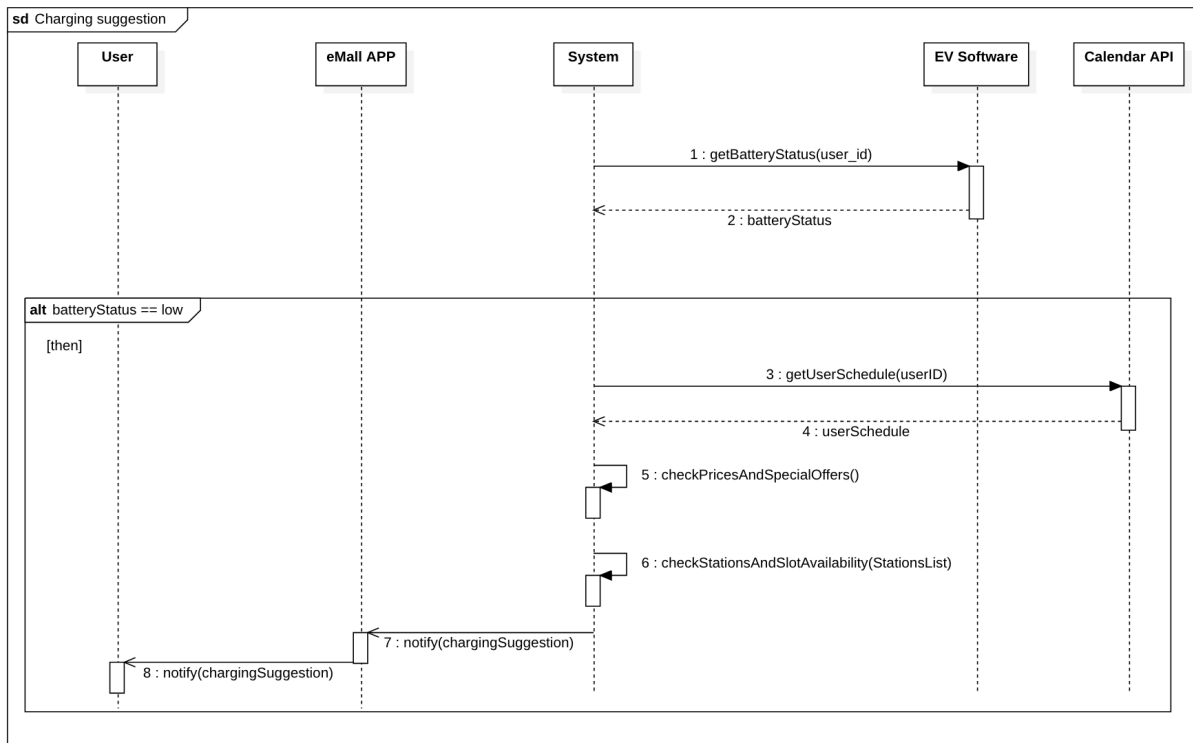 sd Charging suggestion
User
eMall APP
System
EV Software
Calendar API
1 : getBatteryStatus(user_id)
2 : batteryStatus
alt batteryStatus == low
[then]
3 : getUserSchedule(userID)
4 : userSchedule
5 : checkPricesAndSpecialOffers()
6 : checkStationsAndSlotAvailability(StationsList)
7 : notify(chargingSuggestion)
8 : notify(chargingSuggestion)